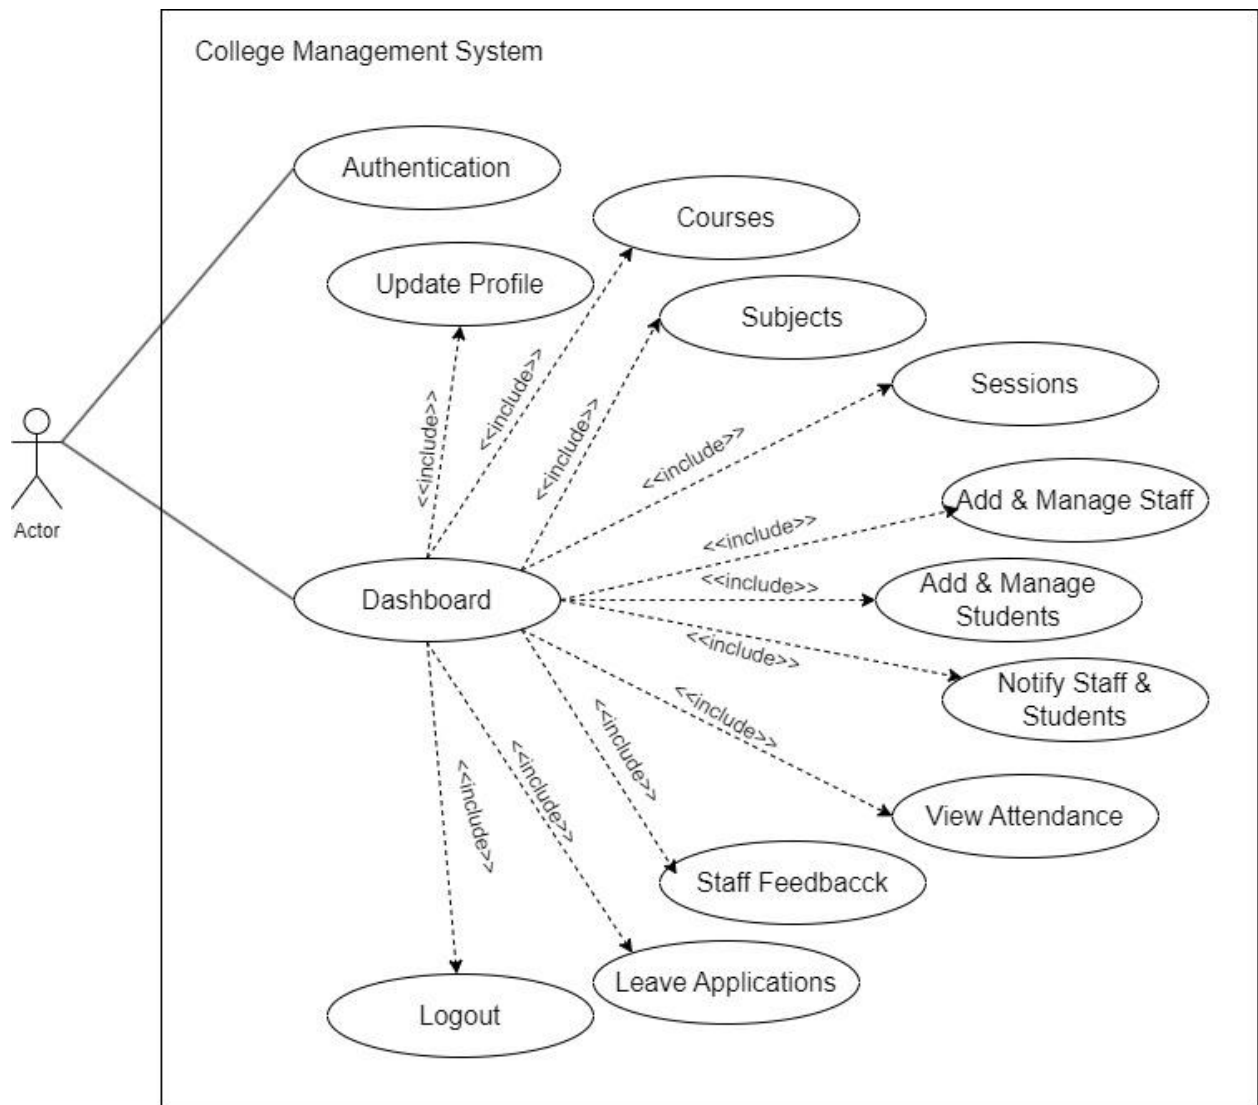 College Management System
Authentication
Courses
Update Profile
Subjects
Sessions
<<include>>
<<include>>
<<include>>
<<include>>
Add & Manage Staff
<<include>>
Actor
Dashboard
<<include>>
Add & Manage
Students
<<include>>
Notify Staff &
Students
<<include>>
<<include>>
<<include>>
<<include>>
View Attendance
Staff Feedbacck
Leave Applications
Logout